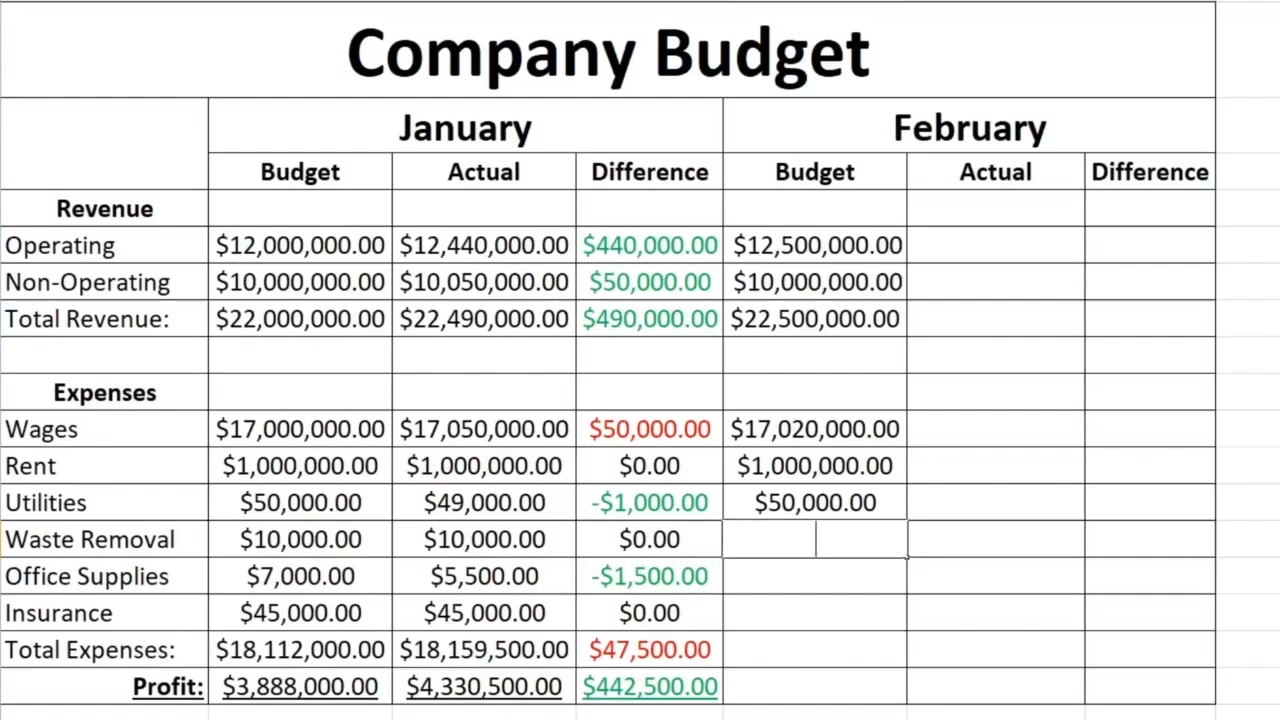 Company Budget
January February
Budget Actual Difference Budget Actual Difference
Revenue
Operating $12,000,000.00 $12,440,000.00 $440,000.00 $12,500,000.00
Non-Operating $10,000,000.00 $10,050,000.00 $50,000.00 $10,000,000.00
Total Revenue: $22,000,000.00 $22,490,000.00 $490,000.00 $22,500,000.00
Expenses
Wages $17,000,000.00 $17,050,000.00 $50,000.00 $17,020,000.00
Rent $1,000,000.00 $1,000,000.00 $0.00 $1,000,000.00
Utilities $50,000.00 $49,000.00 -$1,000.00 $50,000.00
Waste Removal $10,000.00 $10,000.00 $0.00
Office Supplies $7,000.00 $5,500.00 -$1,500.00
Insurance $45,000.00 $45,000.00 $0.00
Total Expenses: $18,112,000.00 $18,159,500.00 $47,500.00
Profit: $3,888,000.00 $4,330,500.00 $442,500.00